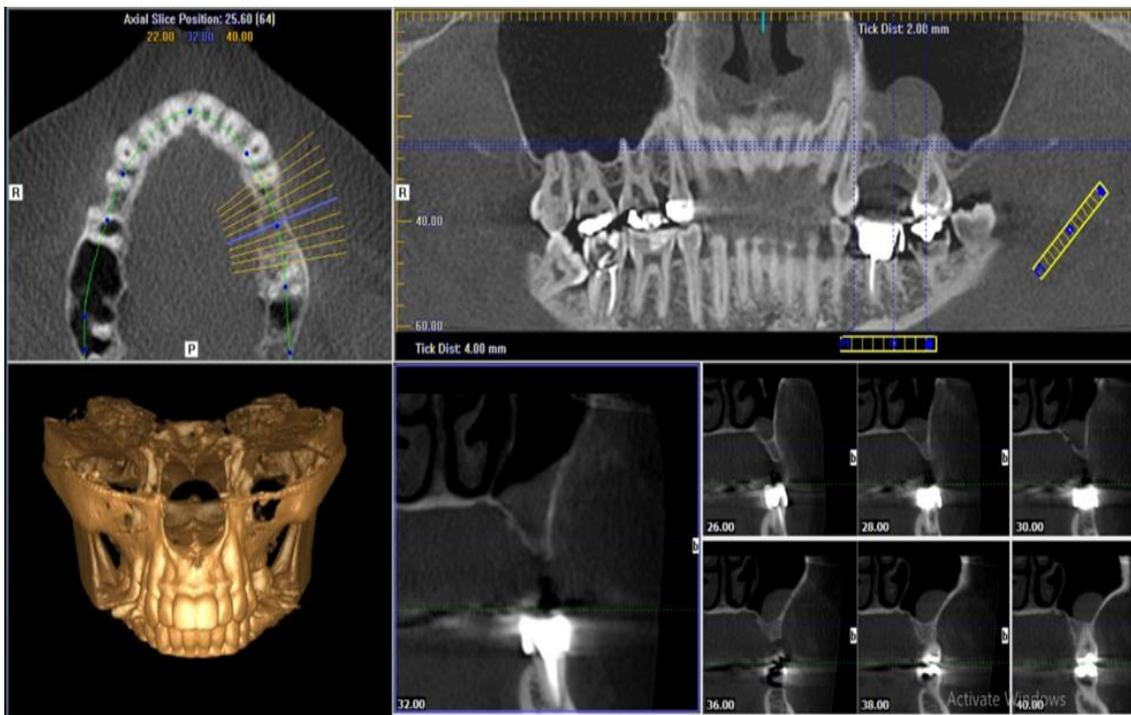 Axial Slice Position: 25.60 (64)
22.00 32.00 40.00
R
P
Tick Dist: 2.00 mm
R
40.00
60.00
Tick Dist: 4.00 mm
b
32.00
b
26.00
b
28.00
b
30.00
b
36.00
b
38.00
b
40.00
Activate Windows